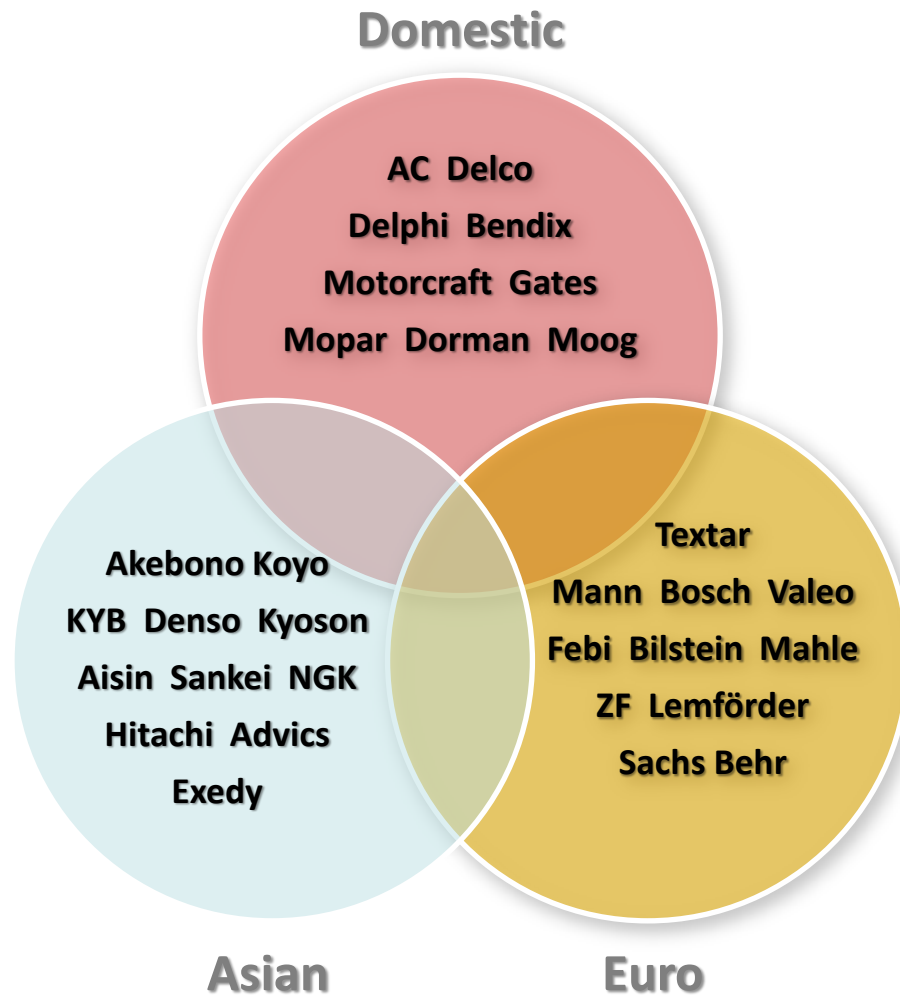 Domestic
AC Delco
Delphi Bendix
Motorcraft Gates
Mopar Dorman Moog
Akebono Koyo
KYB Denso Kyoson
Aisin Sankei NGK
Hitachi Advics
Exedy
Textar
Mann Bosch Valeo
Febi Bilstein Mahle
ZF Lemförder
Sachs Behr
Asian
Euro